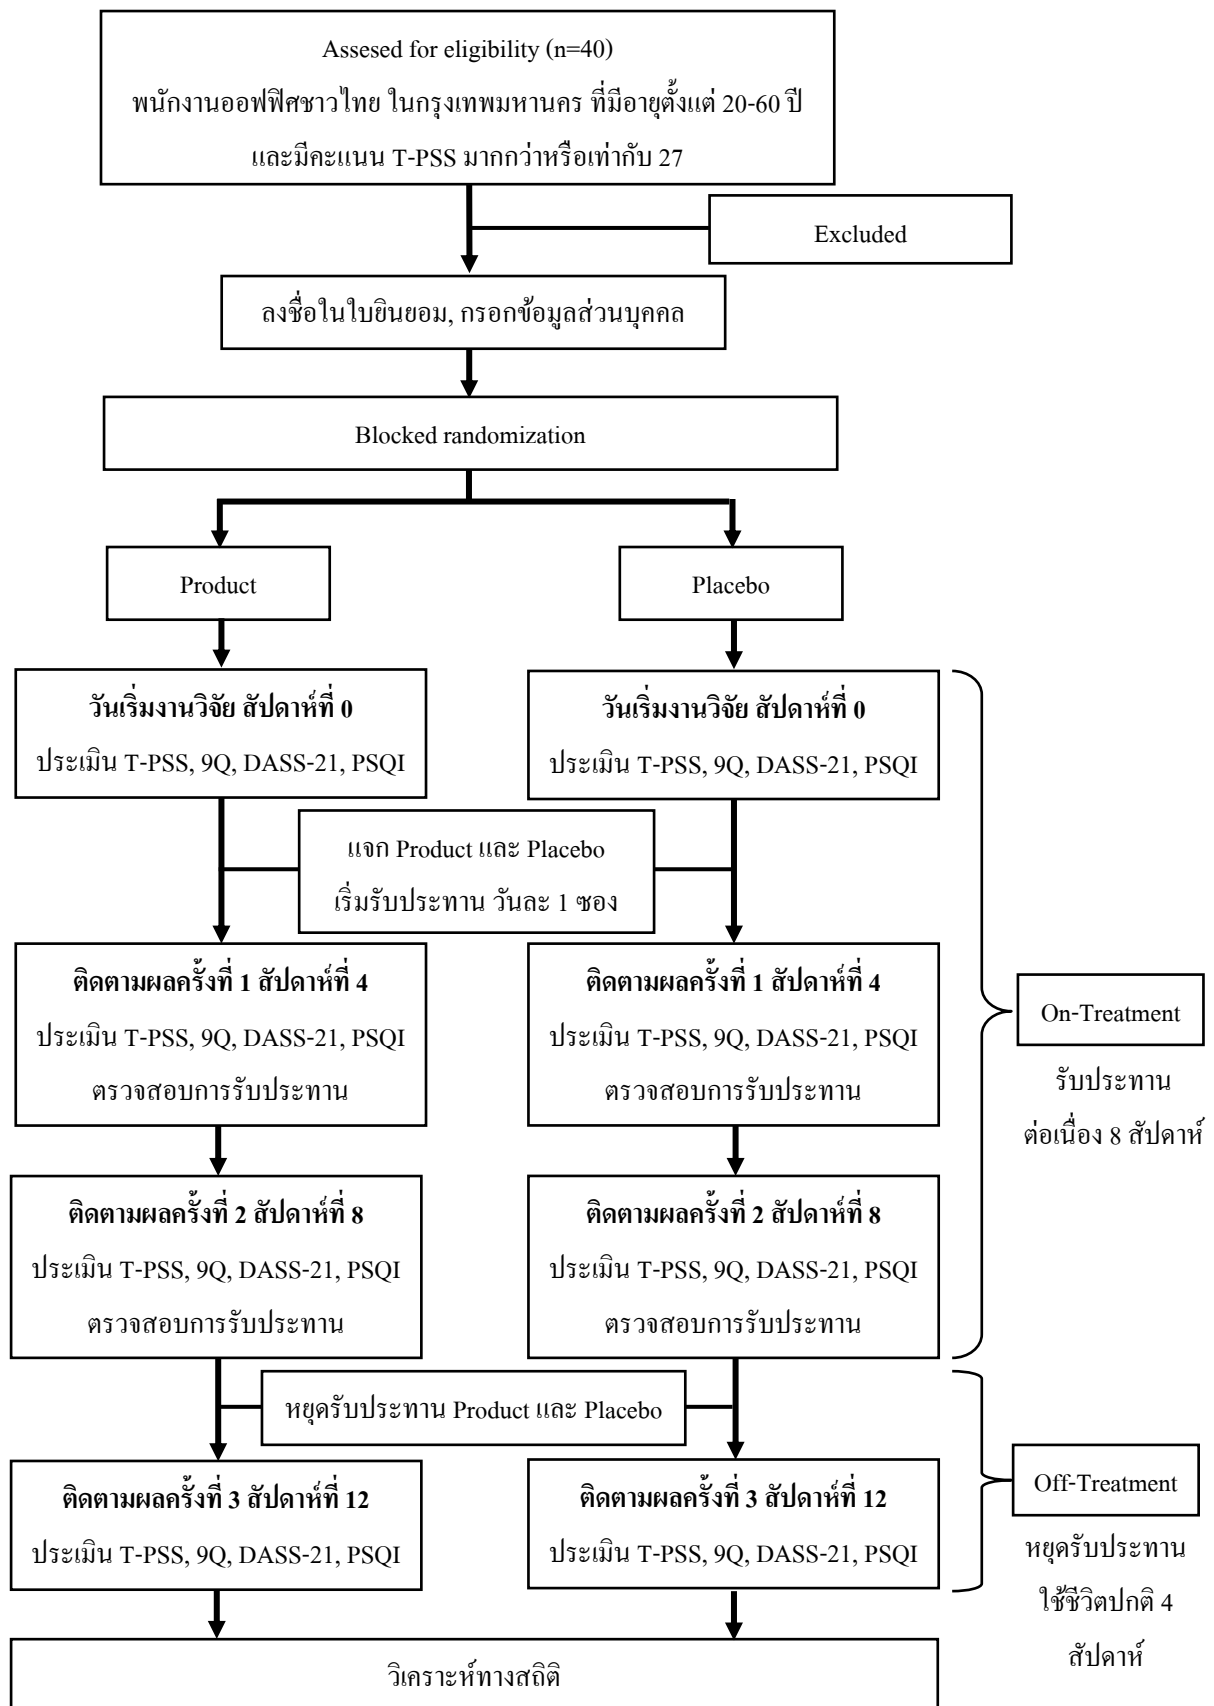 Assesed for eligibility (n=40)
พนักงานออฟฟิศชาวไทย ในกรุงเทพมหานคร ที่มีอายุตั้งแต่ 20-60 ปี
และมีคะแนน T-PSS มากกว่าหรือเท่ากับ 27
Excluded
ลงชื่อในใบยินยอม, กรอกข้อมูลส่วนบุคคล
Blocked randomization
Product
Placebo
วันเริ่มงานวิจัย สัปดาห์ที่ 0
ประเมิน T-PSS, 9Q, DASS-21, PSQI
วันเริ่มงานวิจัย สัปดาห์ที่ 0
ประเมิน T-PSS, 9Q, DASS-21, PSQI
แจก Product และ Placebo
เริ่มรับประทาน วันละ 1 ซอง
ติดตามผลครั้งที่ 1 สัปดาห์ที่ 4
ประเมิน T-PSS, 9Q, DASS-21, PSQI
ตรวจสอบการรับประทาน
ติดตามผลครั้งที่ 1 สัปดาห์ที่ 4
ประเมิน T-PSS, 9Q, DASS-21, PSQI
ตรวจสอบการรับประทาน
On-Treatment
รับประทาน
ต่อเนื่อง 8 สัปดาห์
ติดตามผลครั้งที่ 2 สัปดาห์ที่ 8
ประเมิน T-PSS, 9Q, DASS-21, PSQI
ตรวจสอบการรับประทาน
ติดตามผลครั้งที่ 2 สัปดาห์ที่ 8
ประเมิน T-PSS, 9Q, DASS-21, PSQI
ตรวจสอบการรับประทาน
หยุดรับประทาน Product และ Placebo
ติดตามผลครั้งที่ 3 สัปดาห์ที่ 12
ประเมิน T-PSS, 9Q, DASS-21, PSQI
ติดตามผลครั้งที่ 3 สัปดาห์ที่ 12
ประเมิน T-PSS, 9Q, DASS-21, PSQI
Off-Treatment
หยุดรับประทาน
ใช้ชีวิตปกติ 4
สัปดาห์
วิเคราะห์ทางสถิติ